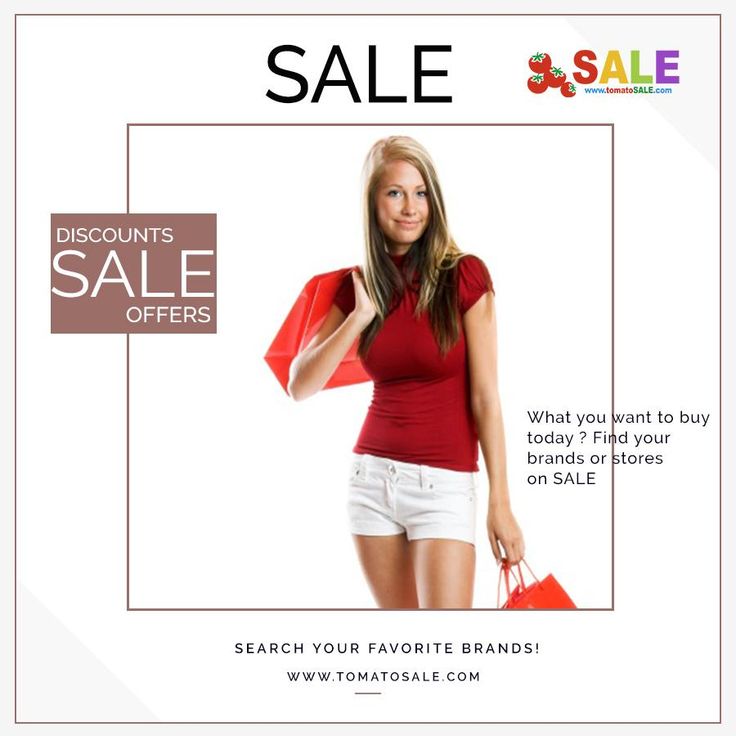 SALE
SALE
www.tomatoSALE.com
DISCOUNTS
SALE
OFFERS
What you want to buy
today ? Find your
brands or stores
on SALE
SEARCH YOUR FAVORITE BRANDS!
WWW.TOMATOSALE.COM